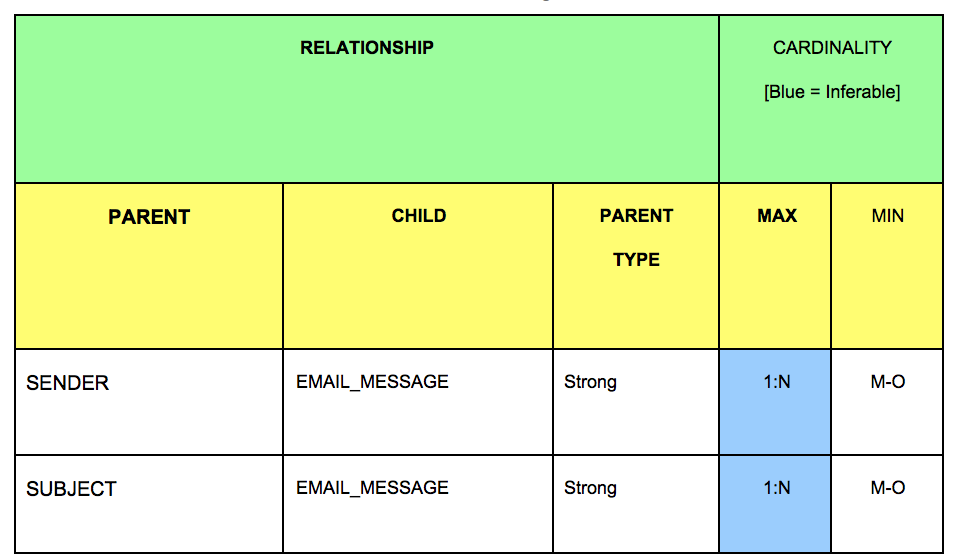 RELATIONSHIP
CARDINALITY
[Blue = Inferable]
PARENT
CHILD
PARENT
TYPE
MAX
MIN
SENDER
EMAIL_MESSAGE
Strong
1:N
M-O
SUBJECT
EMAIL_MESSAGE
Strong
1:N
M-O